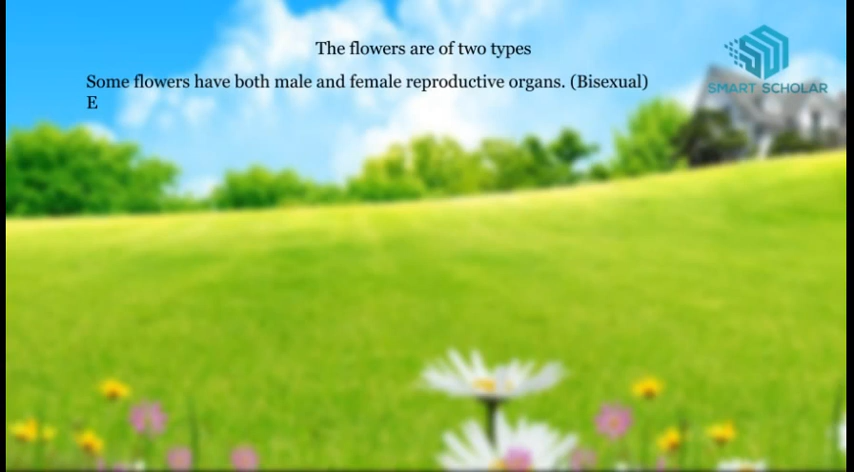 The flowers are of two types
Some flowers have both male and female reproductive organs. (Bisexual)
E
SMART SCHOLAR